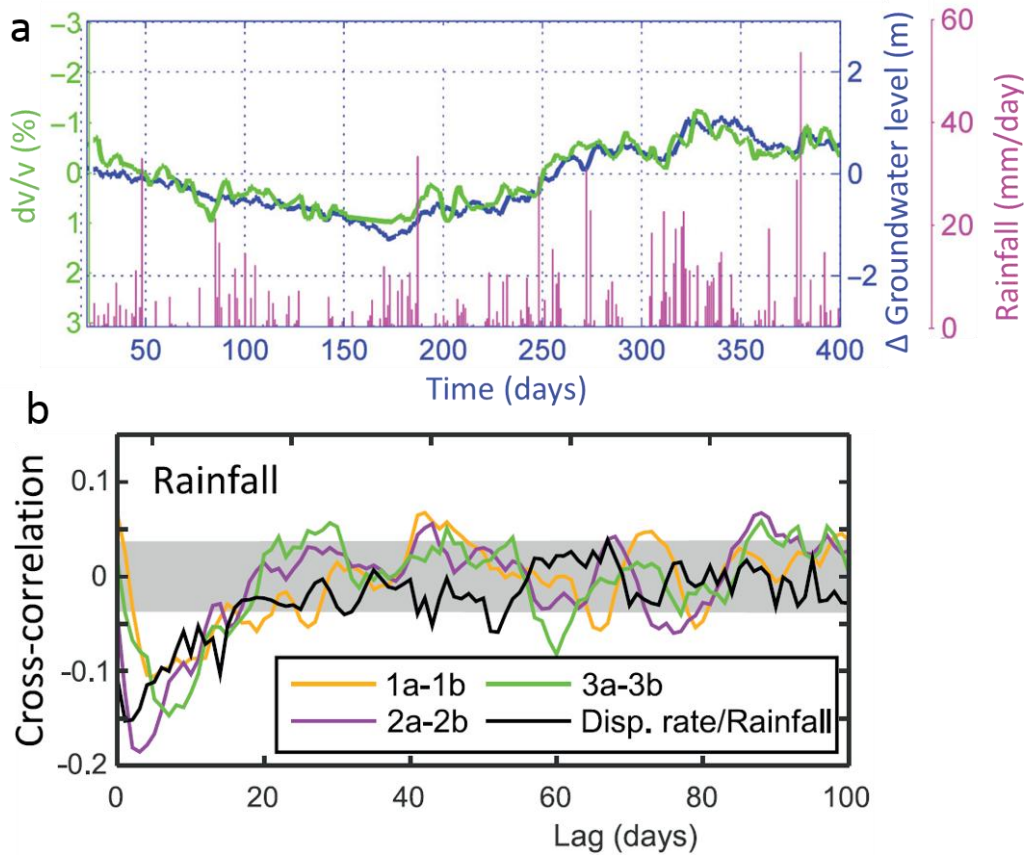 a
dv/v (%)
-3
-2
-1
0
1
2
3
2
0
-2
Δ Groundwater level (m)
60
40
20
0
Rainfall (mm/day)
50 100 150 200 250 300 350 400
Time (days)
b
Cross-correlation
0.1
0
-0.1
-0.2
Rainfall
1a-1b 3a-3b
2a-2b Disp. rate/Rainfall
0 20 40 60 80 100
Lag (days)